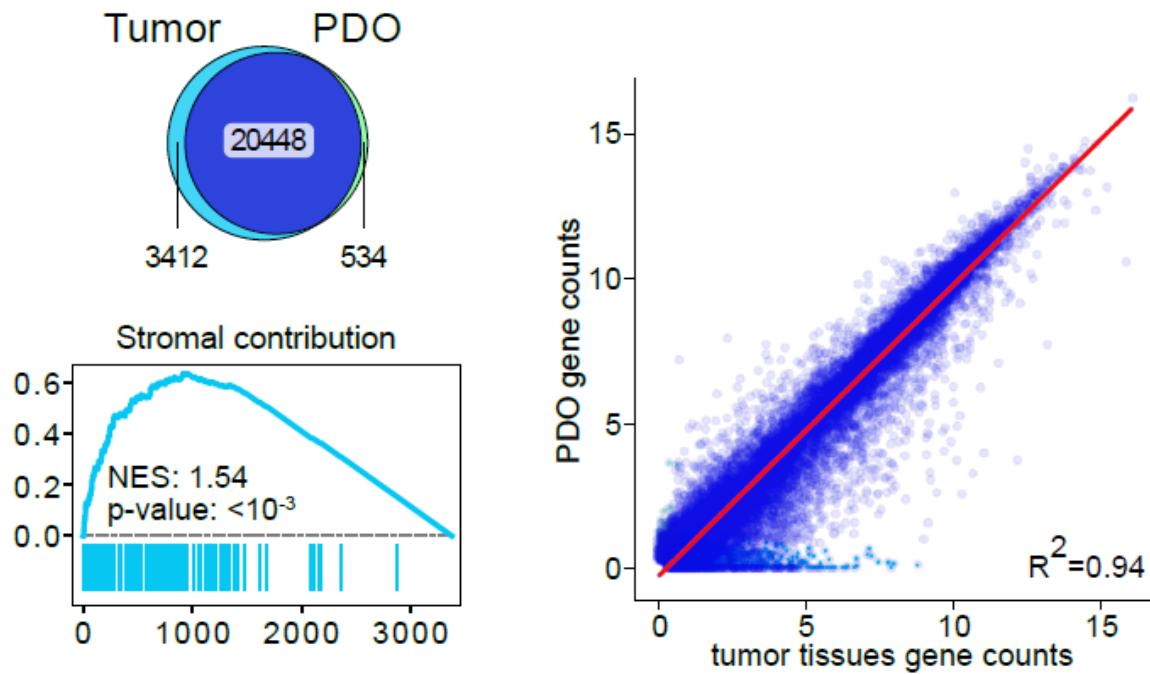 Tumor PDO
20448
3412 534
Stromal contribution
0.6
0.4
0.2
0.0
NES: 1.54
p-value: <10⁻³
0 1000 2000 3000
PDO gene counts
15
10
5
0
R²=0.94
0 5 10 15
tumor tissues gene counts